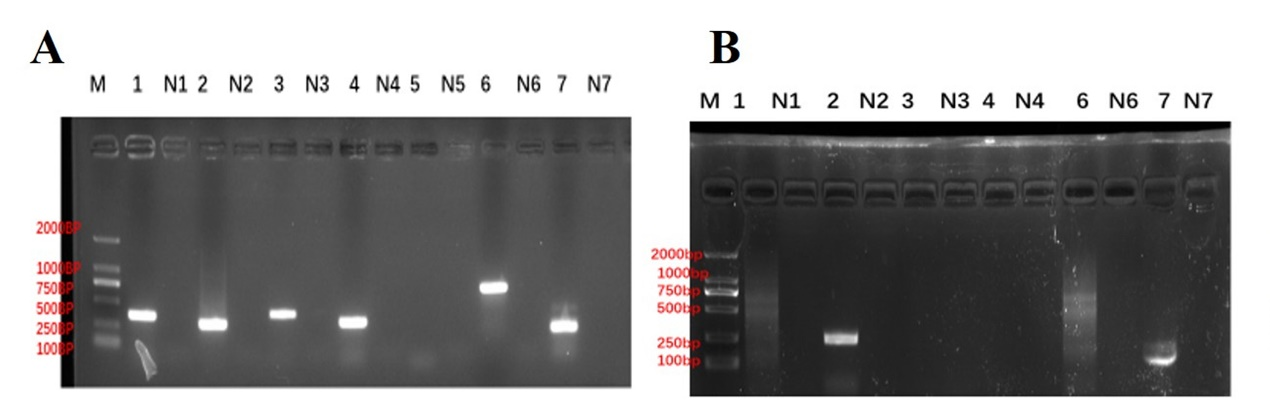 A
M 1 N1 2 N2 3 N3 4 N4 5 N5 6 N6 7 N7
2000BP
1000BP
750BP
500BP
250BP
100BP
B
M 1 N1 2 N2 3 N3 4 N4 6 N6 7 N7
2000bp
1000bp
750bp
500bp
250bp
100bp